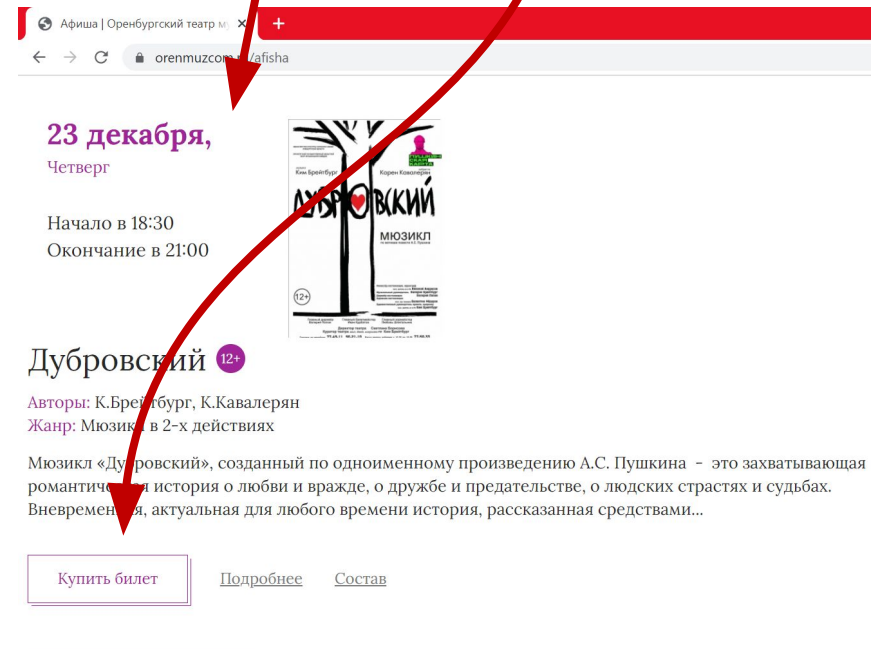 Афиша | Оренбургский театр м
orenmuzcom /afisha
23 декабря,
Четверг
Начало в 18:30
Окончание в 21:00
Ким Брейтбург
Карен Кавалерян
ДУБРОВСКИЙ
МЮЗИКЛ
12+
Дубровский 12+
Авторы: К.Брейтбург, К.Кавалерян
Жанр: Мюзикл в 2-х действиях
Мюзикл «Дубровский», созданный по одноименному произведению А.С. Пушкина - это захватывающая
романтическая история о любви и вражде, о дружбе и предательстве, о людских страстях и судьбах.
Вневременная, актуальная для любого времени история, рассказанная средствами...
Купить билет
Подробнее
Состав